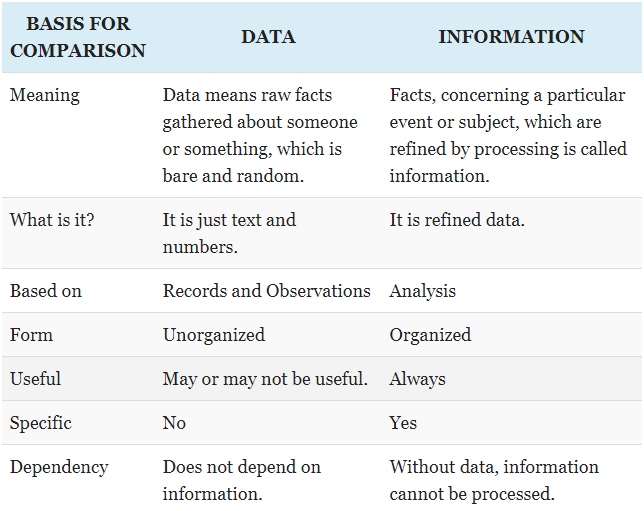 BASIS FOR
COMPARISON
DATA
INFORMATION
Meaning
Data means raw facts
gathered about someone
or something, which is
bare and random.
Facts, concerning a particular
event or subject, which are
refined by processing is called
information.
What is it?
It is just text and
numbers.
It is refined data.
Based on
Records and Observations
Analysis
Form
Unorganized
Organized
Useful
May or may not be useful.
Always
Specific
No
Yes
Dependency
Does not depend on
information.
Without data, information
cannot be processed.